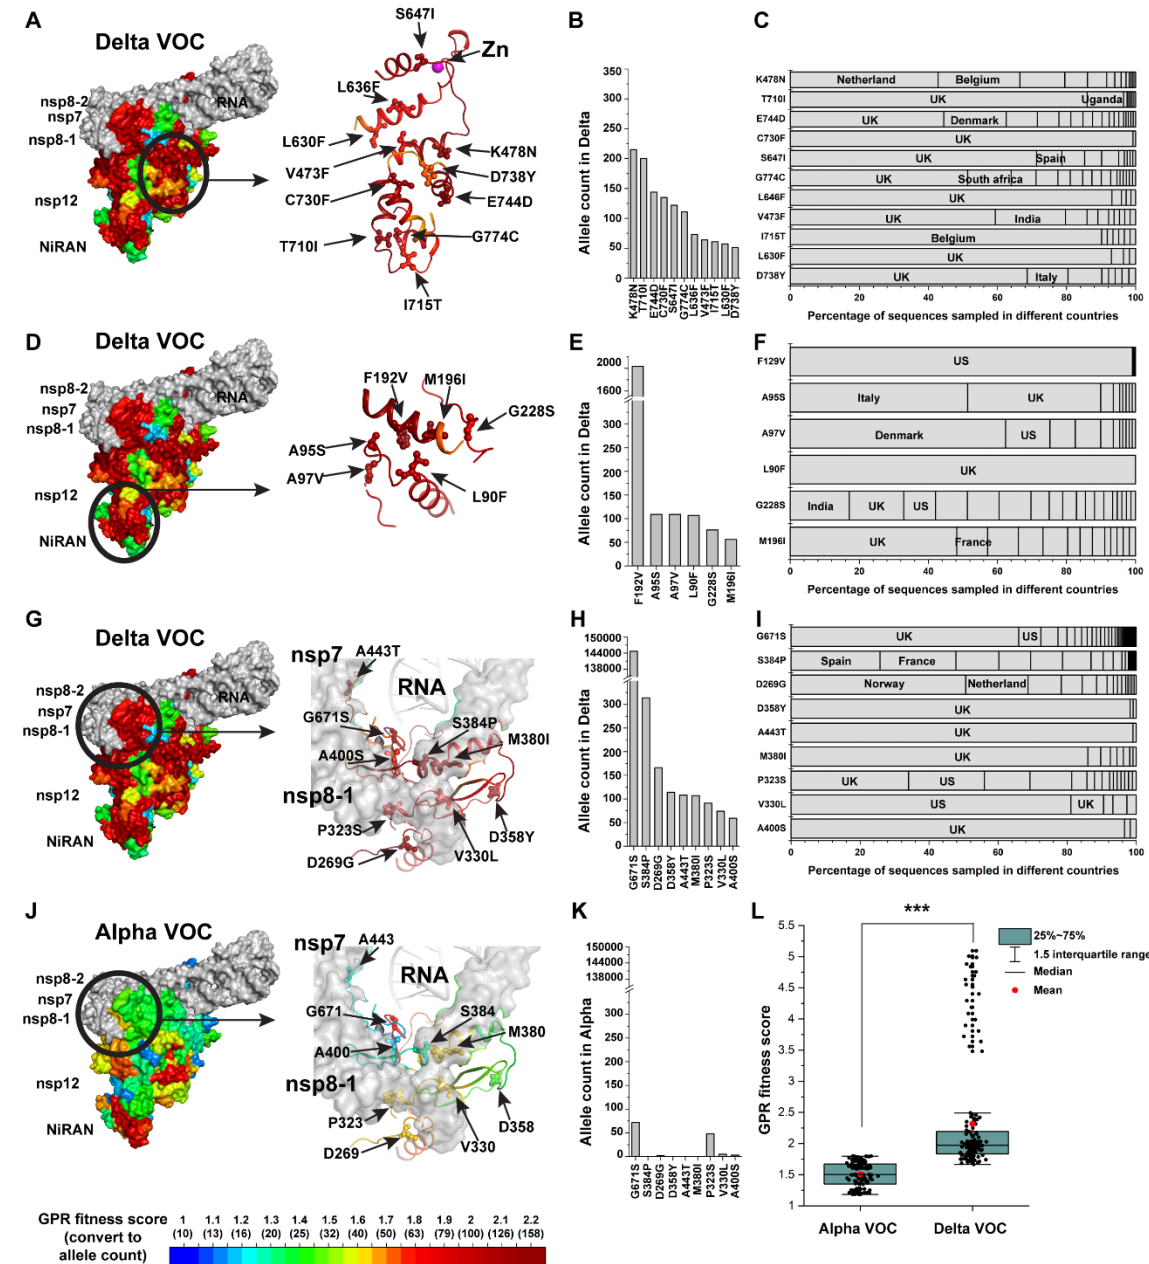 A
Delta VOC
nsp8-2
nsp7
nsp8-1
nsp12
NiRAN
RNA
S647I
Zn
L636F
L630F
V473F
C730F
T710I
K478N
D738Y
E744D
G774C
I715T
B
Allele count in Delta
350
300
250
200
150
100
50
0
K478N
T710I
E744D
C730F
S647I
G774C
L636F
V473F
I715T
L630F
D738Y
C
K478N Netherland Belgium
T710I UK Uganda
E744D UK Denmark
C730F UK
S647I UK Spain
G774C UK South africa
L646F UK
V473F UK India
I715T Belgium
L630F UK
D738Y UK Italy
0 20 40 60 80 100
Percentage of sequences sampled in different countries
D
Delta VOC
nsp8-2
nsp7
nsp8-1
nsp12
NiRAN
RNA
F192V
M196I
G228S
A95S
A97V
L90F
E
Allele count in Delta
2000
1600
300
250
200
150
100
50
0
F192V
A95S
A97V
L90F
G228S
M196I
F
F129V US
A95S Italy UK
A97V Denmark US
L90F UK
G228S India UK US
M196I UK France
0 20 40 60 80 100
Percentage of sequences sampled in different countries
G
Delta VOC
nsp8-2
nsp7
nsp8-1
nsp12
NiRAN
RNA
nsp7
A443T
RNA
G671S
S384P
A400S
M380I
nsp8-1
P323S
D358Y
V330L
D269G
H
Allele count in Delta
150000
144000
138000
300
250
200
150
100
50
0
G671S
S384P
D269G
D358Y
A443T
M380I
P323S
V330L
A400S
I
G671S UK US
S384P Spain France
D269G Norway Netherland
D358Y UK
A443T UK
M380I UK
P323S UK US
V330L US UK
A400S UK
0 20 40 60 80 100
Percentage of sequences sampled in different countries
J
Alpha VOC
nsp8-2
nsp7
nsp8-1
nsp12
NiRAN
RNA
nsp7
A443
RNA
G671
S384
A400
M380
nsp8-1
P323
D358
V330
D269
K
Allele count in Alpha
150000
144000
138000
300
250
200
150
100
50
0
G671S
S384P
D269G
D358Y
A443T
M380I
P323S
V330L
A400S
L
***
GPR fitness score
5.5
5
4.5
4
3.5
3
2.5
2
1.5
1
Alpha VOC Delta VOC
25%~75%
1.5 interquartile range
Median
Mean
GPR fitness score
(convert to
allele count)
1 1.1 1.2 1.3 1.4 1.5 1.6 1.7 1.8 1.9 2 2.1 2.2
(10) (13) (16) (20) (25) (32) (40) (50) (63) (79) (100) (126) (158)